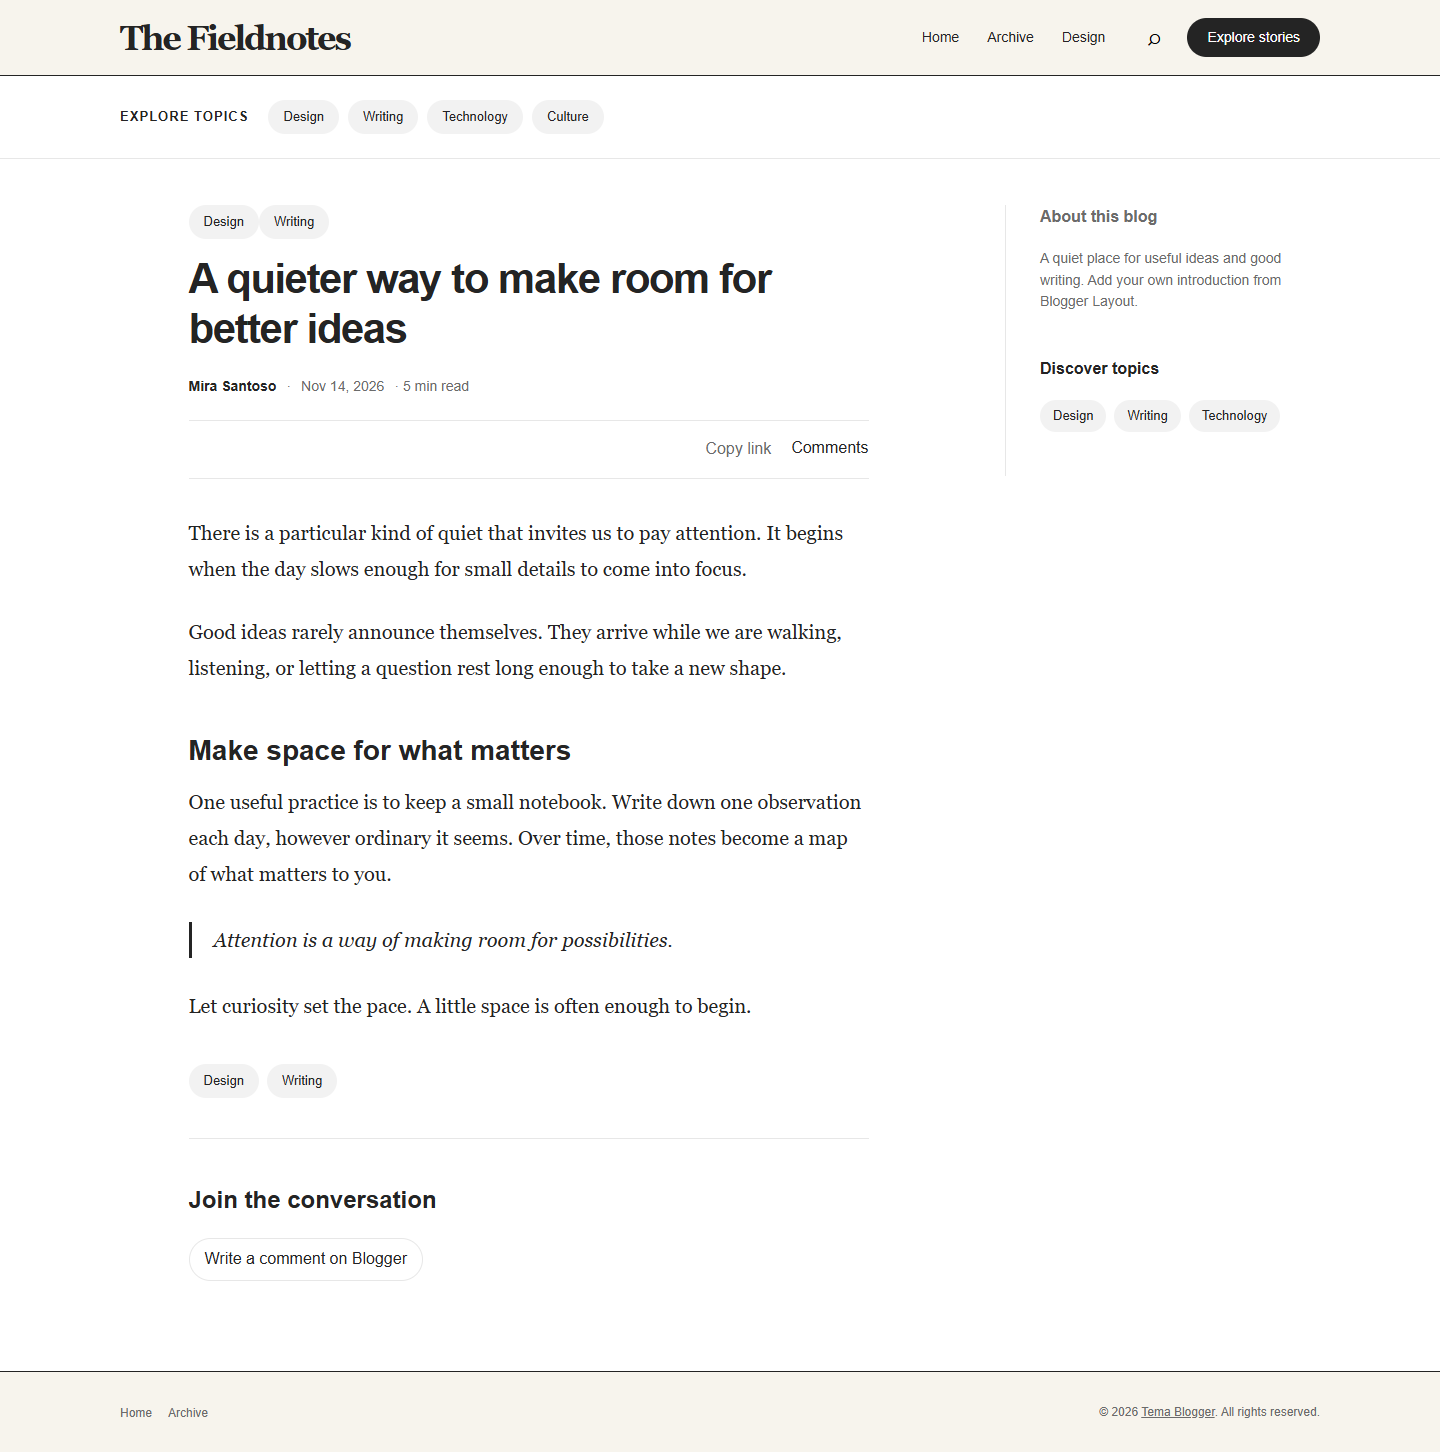 The Fieldnotes
Home Archive Design Explore stories
EXPLORE TOPICS Design Writing Technology Culture
Design Writing
A quieter way to make room for
better ideas
Mira Santoso · Nov 14, 2026 · 5 min read
Copy link Comments
There is a particular kind of quiet that invites us to pay attention. It begins
when the day slows enough for small details to come into focus.
Good ideas rarely announce themselves. They arrive while we are walking,
listening, or letting a question rest long enough to take a new shape.
Make space for what matters
One useful practice is to keep a small notebook. Write down one observation
each day, however ordinary it seems. Over time, those notes become a map
of what matters to you.
Attention is a way of making room for possibilities.
Let curiosity set the pace. A little space is often enough to begin.
Design Writing
Join the conversation
Write a comment on Blogger
About this blog
A quiet place for useful ideas and good
writing. Add your own introduction from
Blogger Layout.
Discover topics
Design Writing Technology
Home Archive
© 2026 Tema Blogger. All rights reserved.